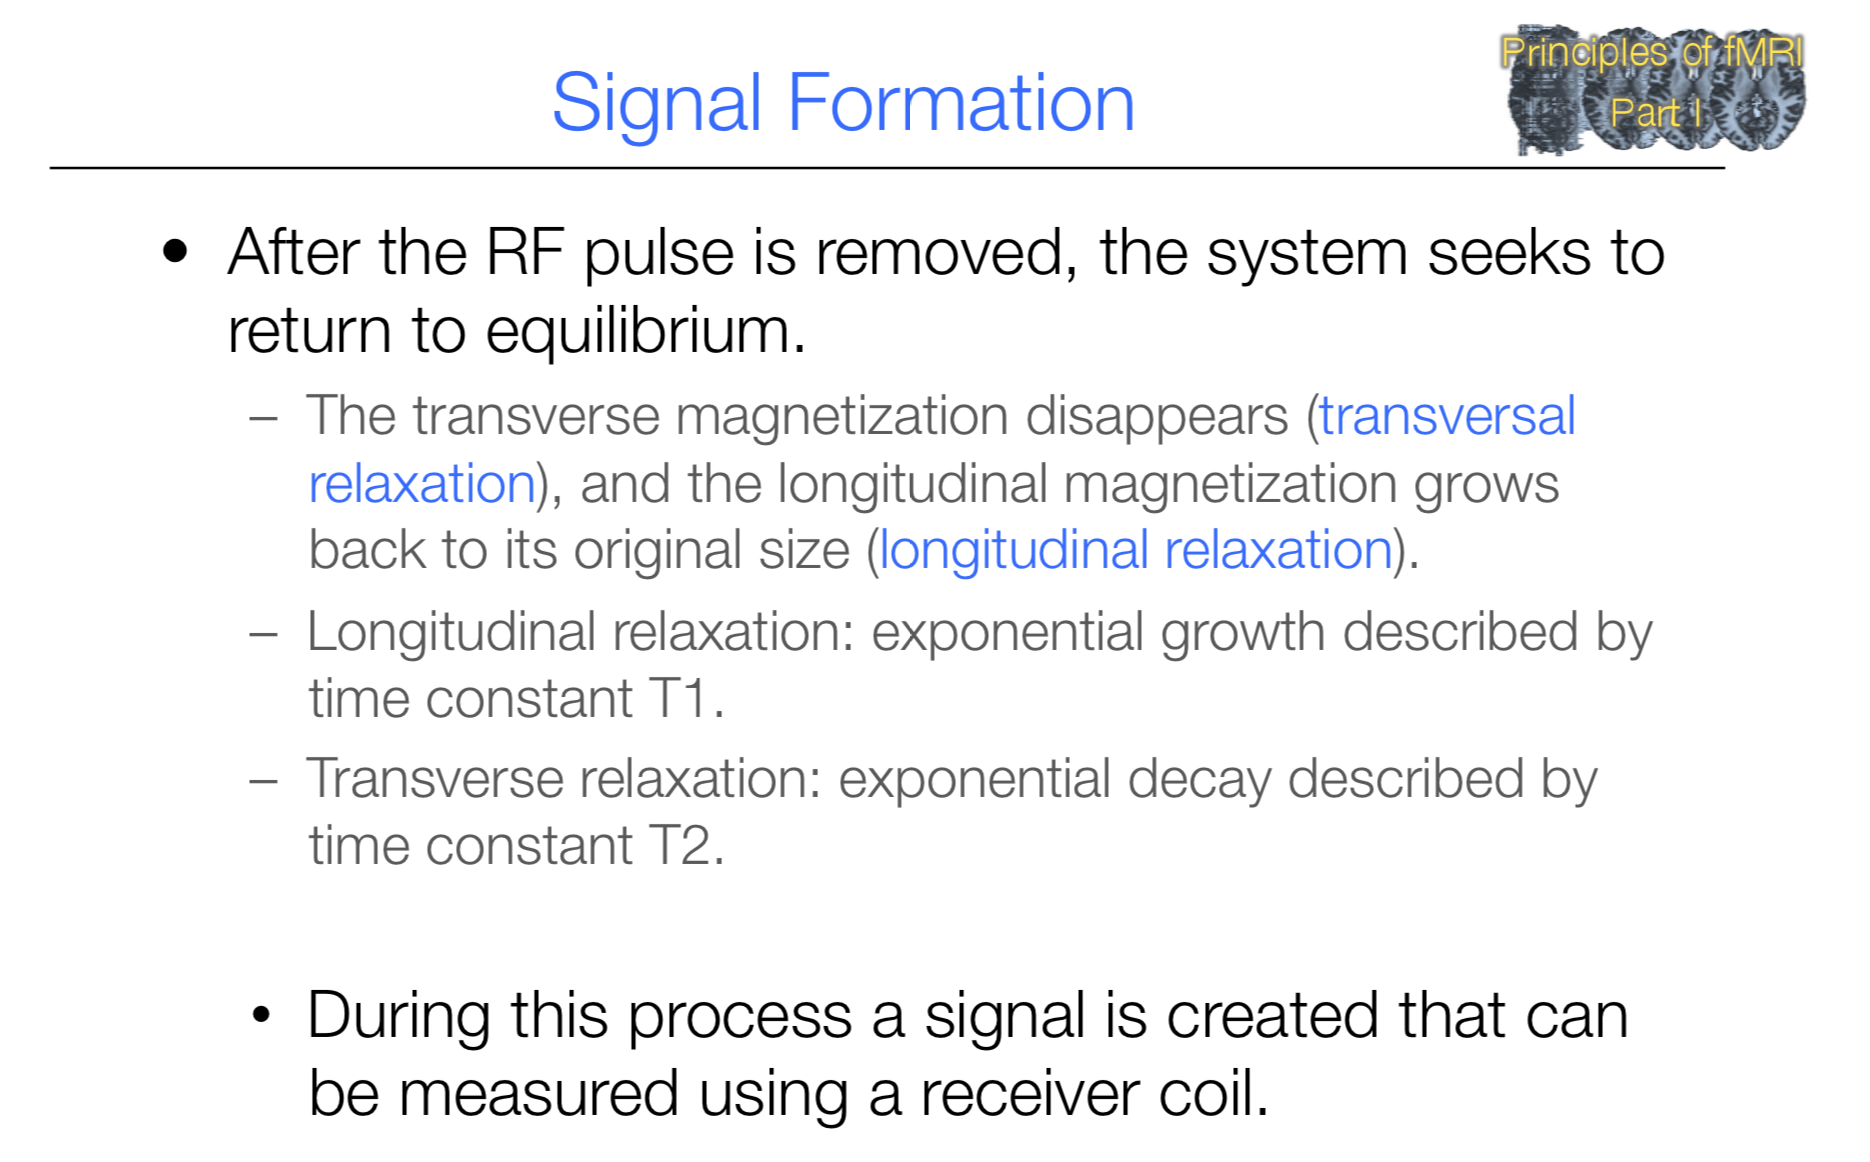 Principles of fMRI
Part I
Signal Formation
• After the RF pulse is removed, the system seeks to
return to equilibrium.
– The transverse magnetization disappears (transversal
relaxation), and the longitudinal magnetization grows
back to its original size (longitudinal relaxation).
– Longitudinal relaxation: exponential growth described by
time constant T1.
– Transverse relaxation: exponential decay described by
time constant T2.
• During this process a signal is created that can
be measured using a receiver coil.